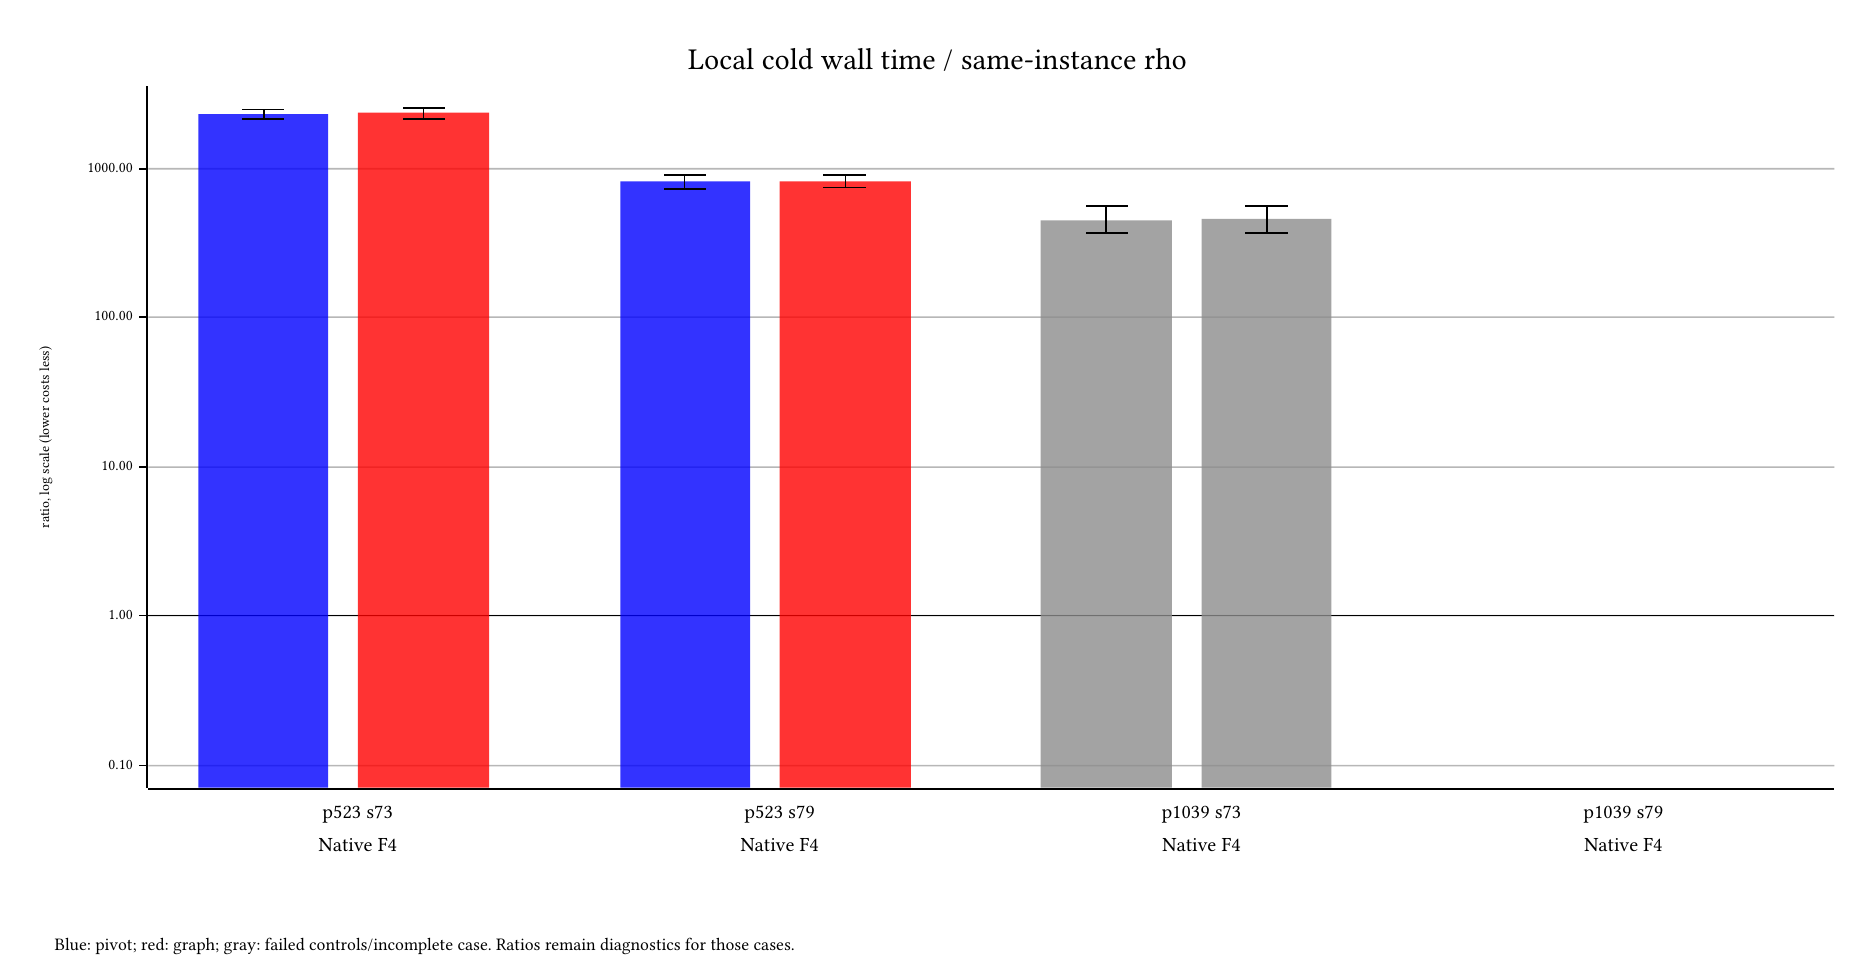 Local cold wall time / same-instance rho
ratio, log scale (lower costs less)
1000.00
100.00
10.00
1.00
0.10
p523 s73
Native F4
p523 s79
Native F4
p1039 s73
Native F4
p1039 s79
Native F4
Blue: pivot; red: graph; gray: failed controls/incomplete case. Ratios remain diagnostics for those cases.